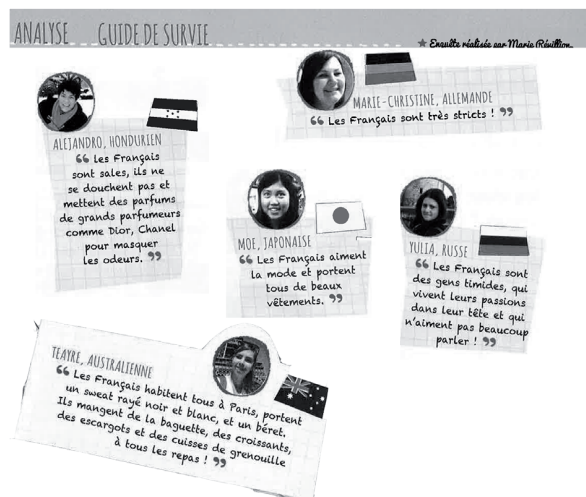 ANALYSE GUIDE DE SURVIE
★ Enquête réalisée par Marie Révillion
ALEJANDRO, HONDURIEN
“ Les Français
sont sales, ils ne
se douchent pas et
mettent des parfums
de grands parfumeurs
comme Dior, Chanel
pour masquer
les odeurs. ”
MARIE-CHRISTINE, ALLEMANDE
“ Les Français sont très stricts ! ”
MOE, JAPONAISE
“ Les Français aiment
la mode et portent
tous de beaux
vêtements. ”
YULIA, RUSSE
“ Les Français sont
des gens timides, qui
vivent leurs passions
dans leur tête et qui
n'aiment pas beaucoup
parler ! ”
TEAYRE, AUSTRALIENNE
“ Les Français habitent tous à Paris, portent
un sweat rayé noir et blanc, et un béret.
Ils mangent de la baguette, des croissants,
des escargots et des cuisses de grenouille
à tous les repas ! ”